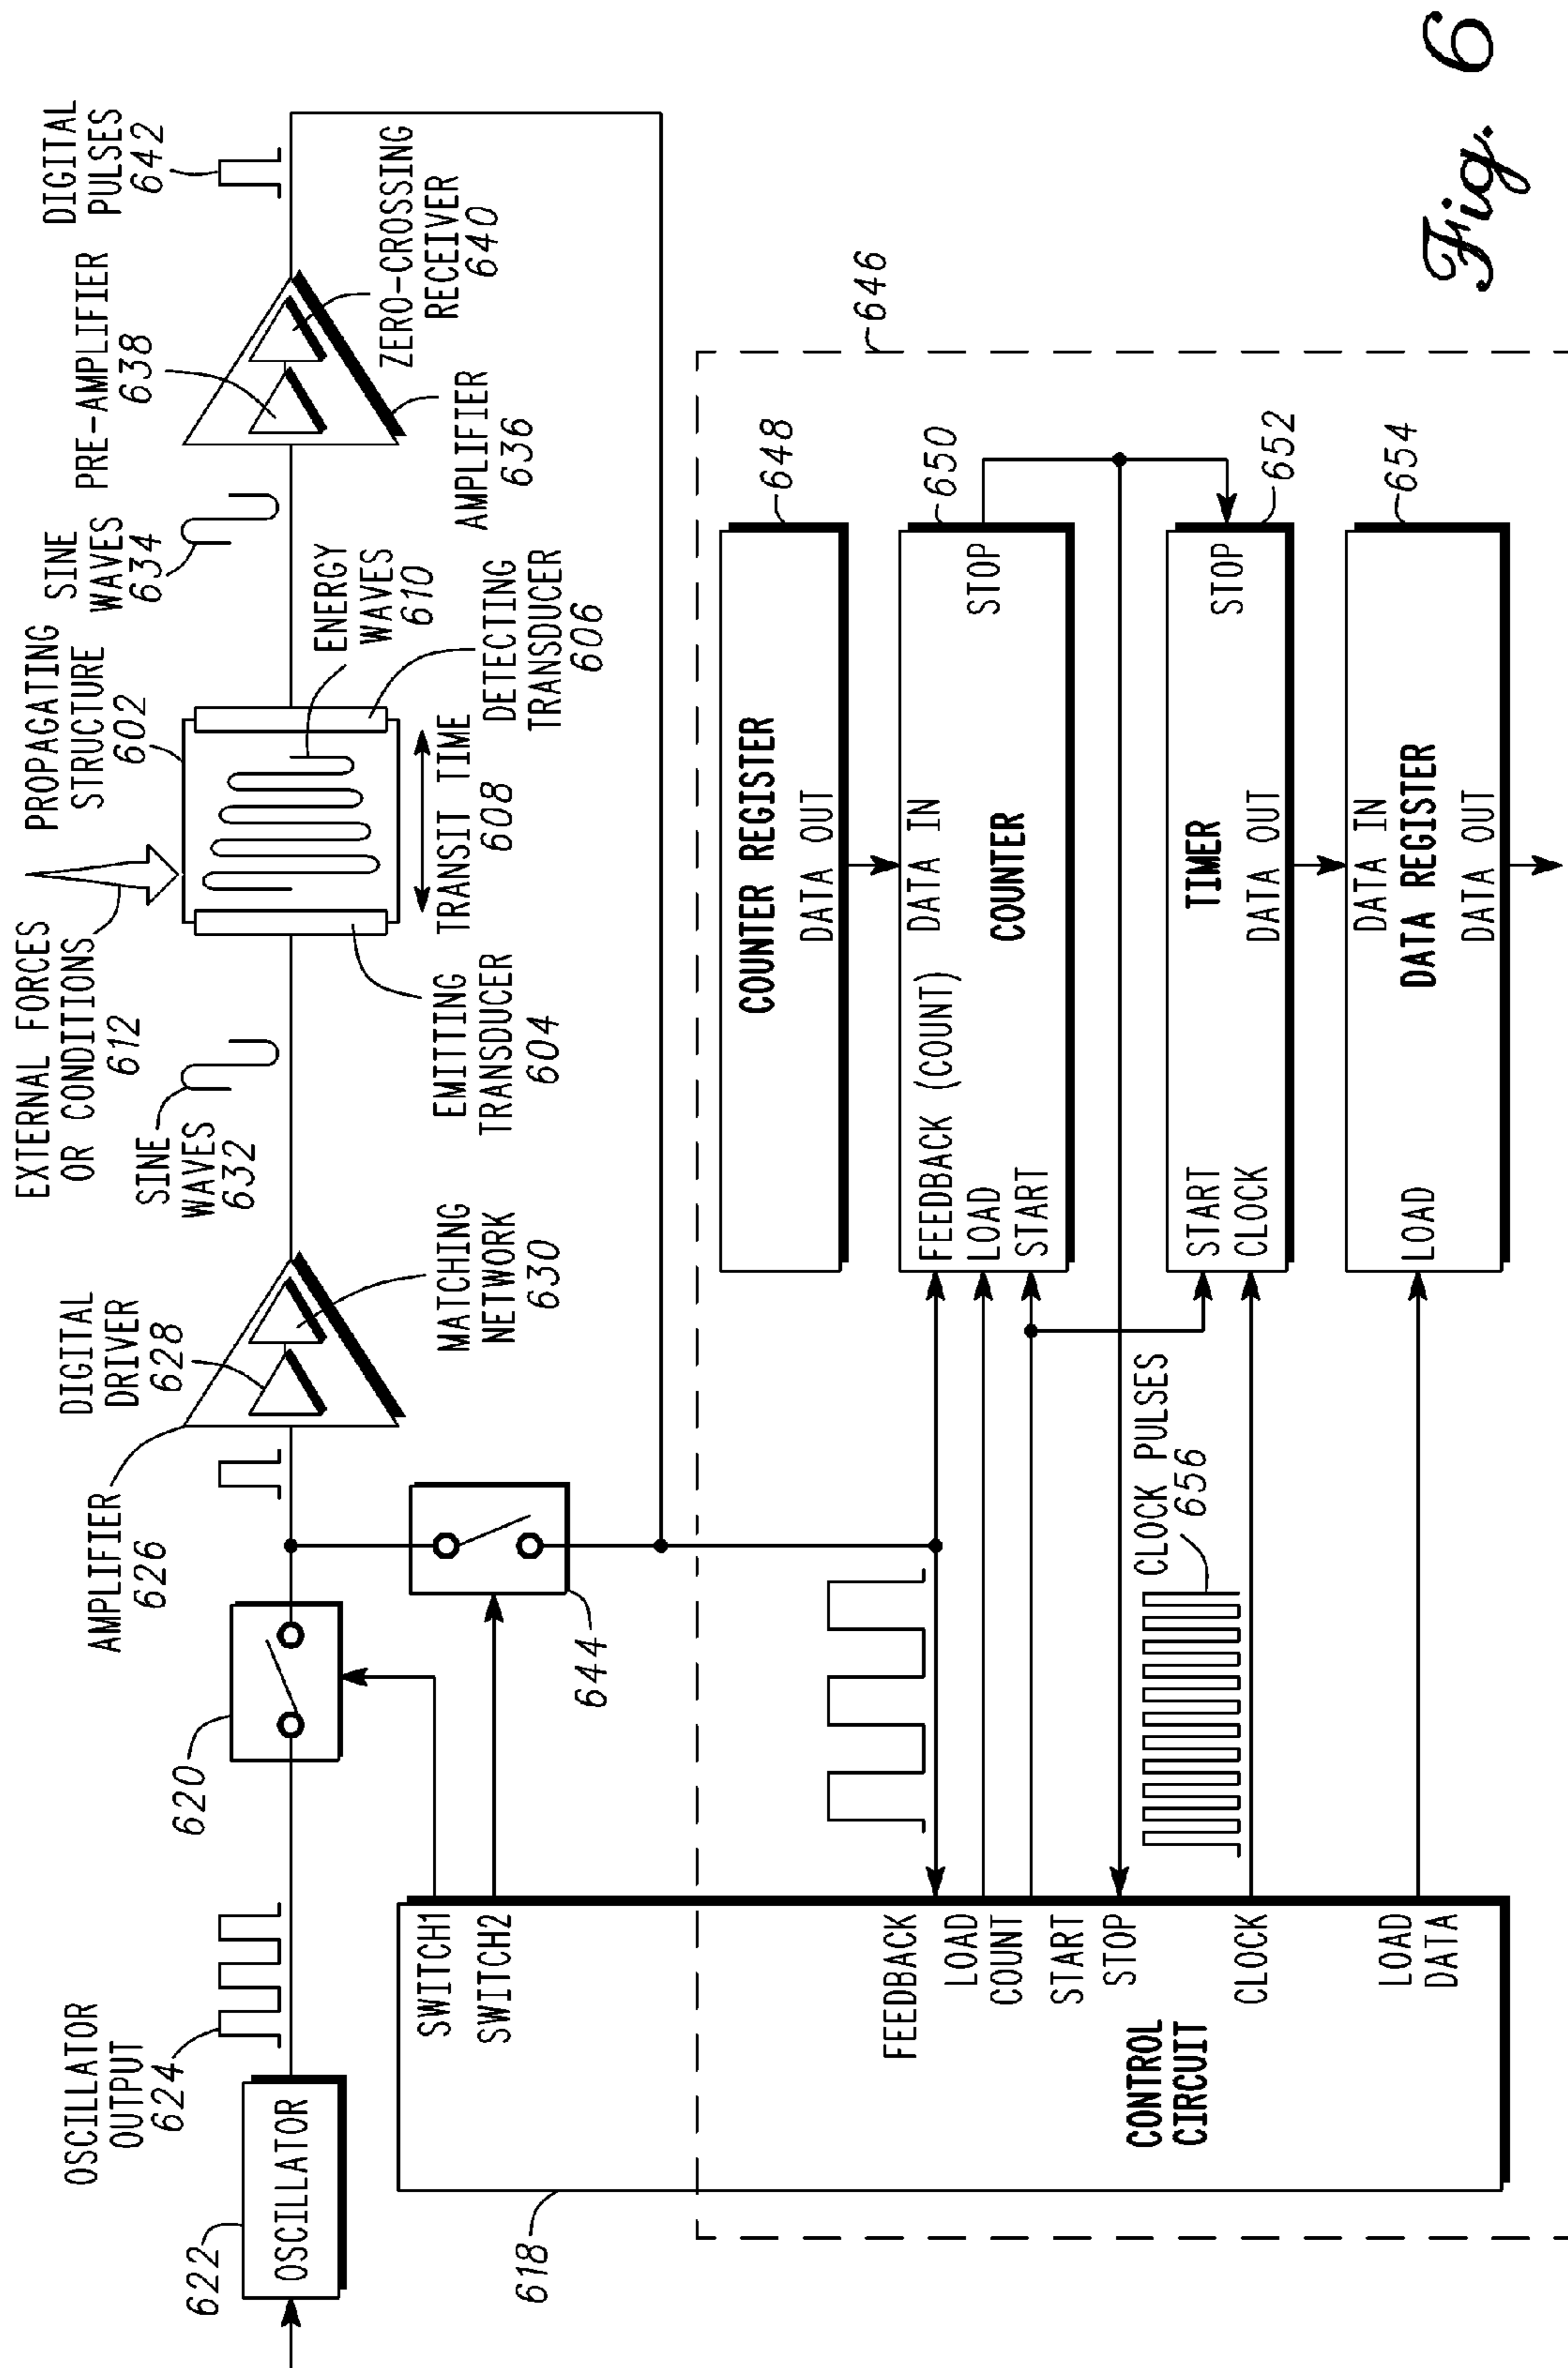 OSCILLATOR
OUTPUT
624
622
OSCILLATOR
620
AMPLIFIER
626
DIGITAL
DRIVER
628
MATCHING
NETWORK
630
644
SINE
WAVES
632
EXTERNAL FORCES
OR CONDITIONS
612
PROPAGATING
STRUCTURE
602
EMITTING
TRANSDUCER
604
TRANSIT TIME
608
ENERGY
WAVES
610
DETECTING
TRANSDUCER
606
SINE
WAVES
634
PRE-AMPLIFIER
638
AMPLIFIER
636
ZERO-CROSSING
RECEIVER
640
DIGITAL
PULSES
642
618
SWITCH1
SWITCH2
FEEDBACK
LOAD
COUNT
START
STOP
CLOCK
LOAD
DATA
CONTROL
CIRCUIT
CLOCK PULSES
656
646
COUNTER REGISTER
DATA OUT
648
FEEDBACK (COUNT)
DATA IN
LOAD
START
COUNTER
STOP
650
START
CLOCK
TIMER
DATA OUT
STOP
652
LOAD
DATA IN
DATA REGISTER
DATA OUT
654
Fig. 6